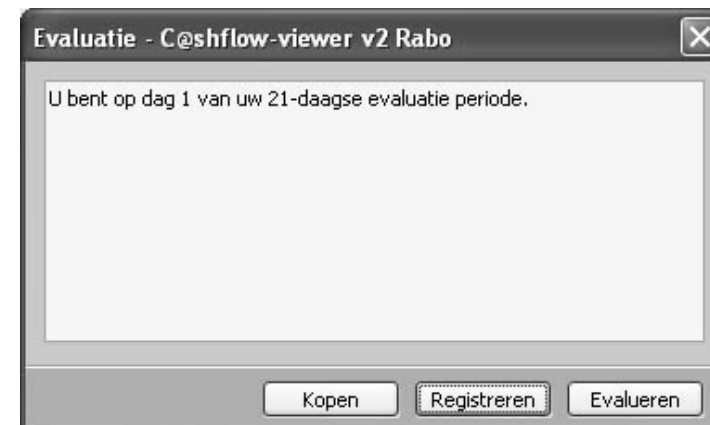 Evaluatie - C@shflow-viewer v2 Rabo
U bent op dag 1 van uw 21-daagse evaluatie periode.
Kopen Registreren Evalueren